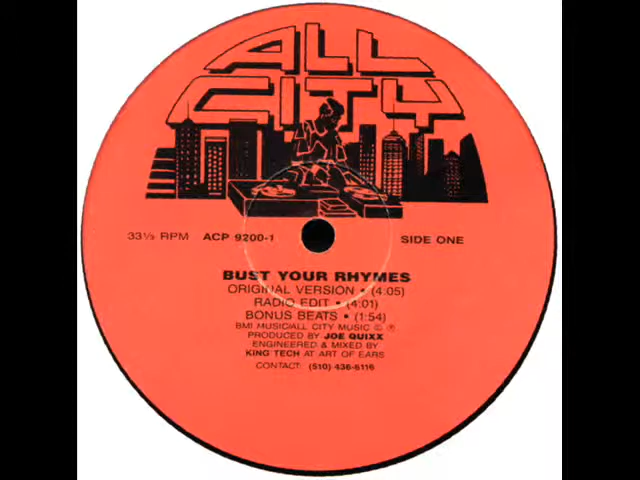 ALL
CITY
33⅓ RPM ACP 9200-1 SIDE ONE
BUST YOUR RHYMES
ORIGINAL VERSION • (4:05)
RADIO EDIT • (4:01)
BONUS BEATS • (1:54)
BMI MUSIC/ALL CITY MUSIC © ℗
PRODUCED BY JOE QUIXX
ENGINEERED & MIXED BY
KING TECH AT ART OF EARS
CONTACT: (510) 436-6116